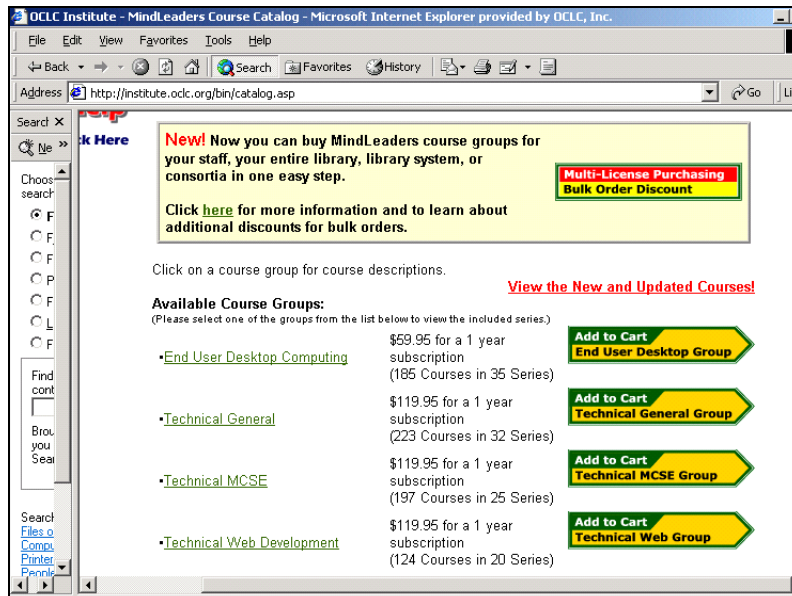 OCLC Institute - MindLeaders Course Catalog - Microsoft Internet Explorer provided by OCLC, Inc.
File Edit View Favorites Tools Help
Back Search Favorites History
Address http://institute.oclc.org/bin/catalog.asp Go
Search
Ne »
Choos
search
F
F
F
P
F
L
F
Find
cont
Brou
you
Sear
Search
Files o
Compu
Printer
People
k Here
New! Now you can buy MindLeaders course groups for
your staff, your entire library, library system, or
consortia in one easy step.
Click here for more information and to learn about
additional discounts for bulk orders.
Multi-License Purchasing
Bulk Order Discount
Click on a course group for course descriptions.
View the New and Updated Courses!
Available Course Groups:
(Please select one of the groups from the list below to view the included series.)
▪End User Desktop Computing
$59.95 for a 1 year
subscription
(185 Courses in 35 Series)
Add to Cart
End User Desktop Group
▪Technical General
$119.95 for a 1 year
subscription
(223 Courses in 32 Series)
Add to Cart
Technical General Group
▪Technical MCSE
$119.95 for a 1 year
subscription
(197 Courses in 25 Series)
Add to Cart
Technical MCSE Group
▪Technical Web Development
$119.95 for a 1 year
subscription
(124 Courses in 20 Series)
Add to Cart
Technical Web Group